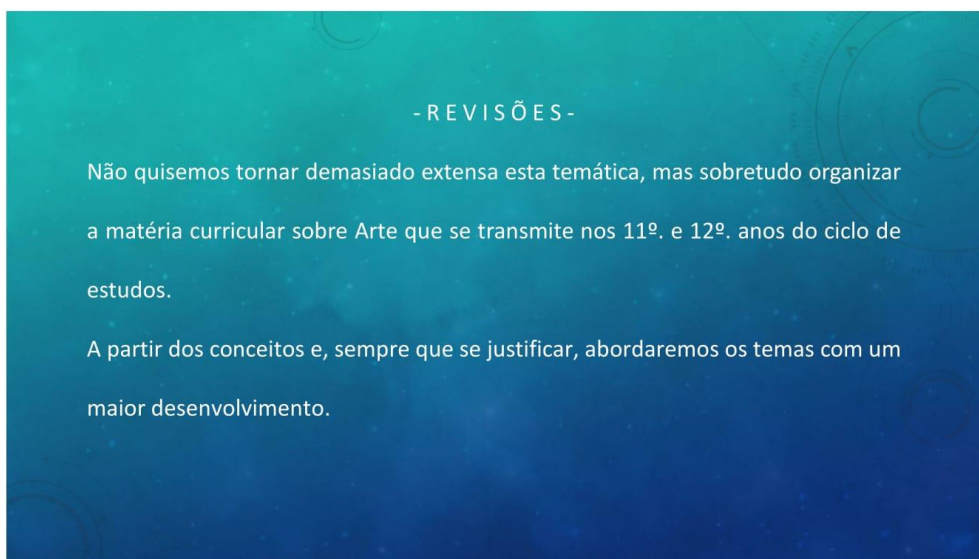 - R E V I S Õ E S -
Não quisemos tornar demasiado extensa esta temática, mas sobretudo organizar
a matéria curricular sobre Arte que se transmite nos 11º. e 12º. anos do ciclo de
estudos.
A partir dos conceitos e, sempre que se justificar, abordaremos os temas com um
maior desenvolvimento.